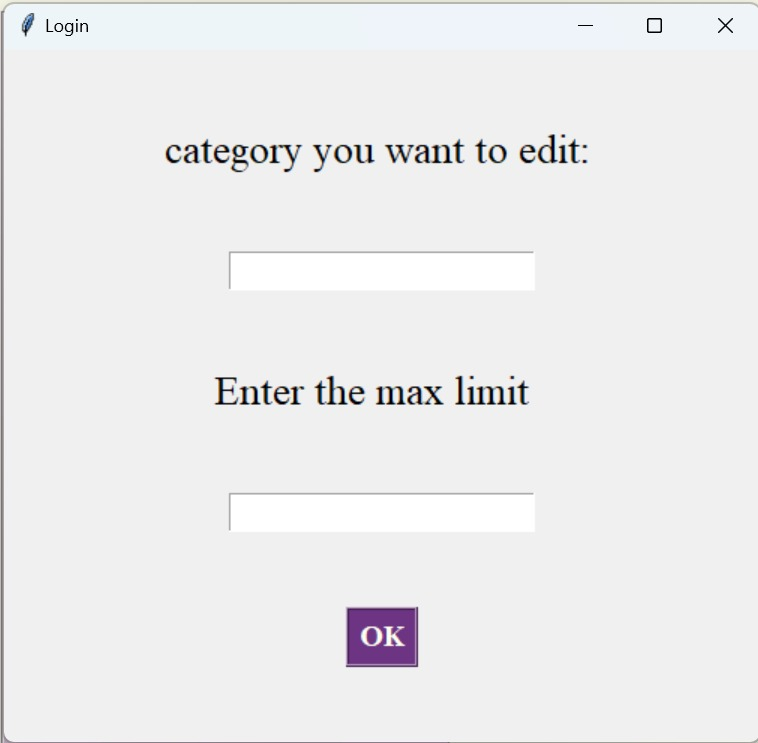 Login
category you want to edit:
Enter the max limit
OK